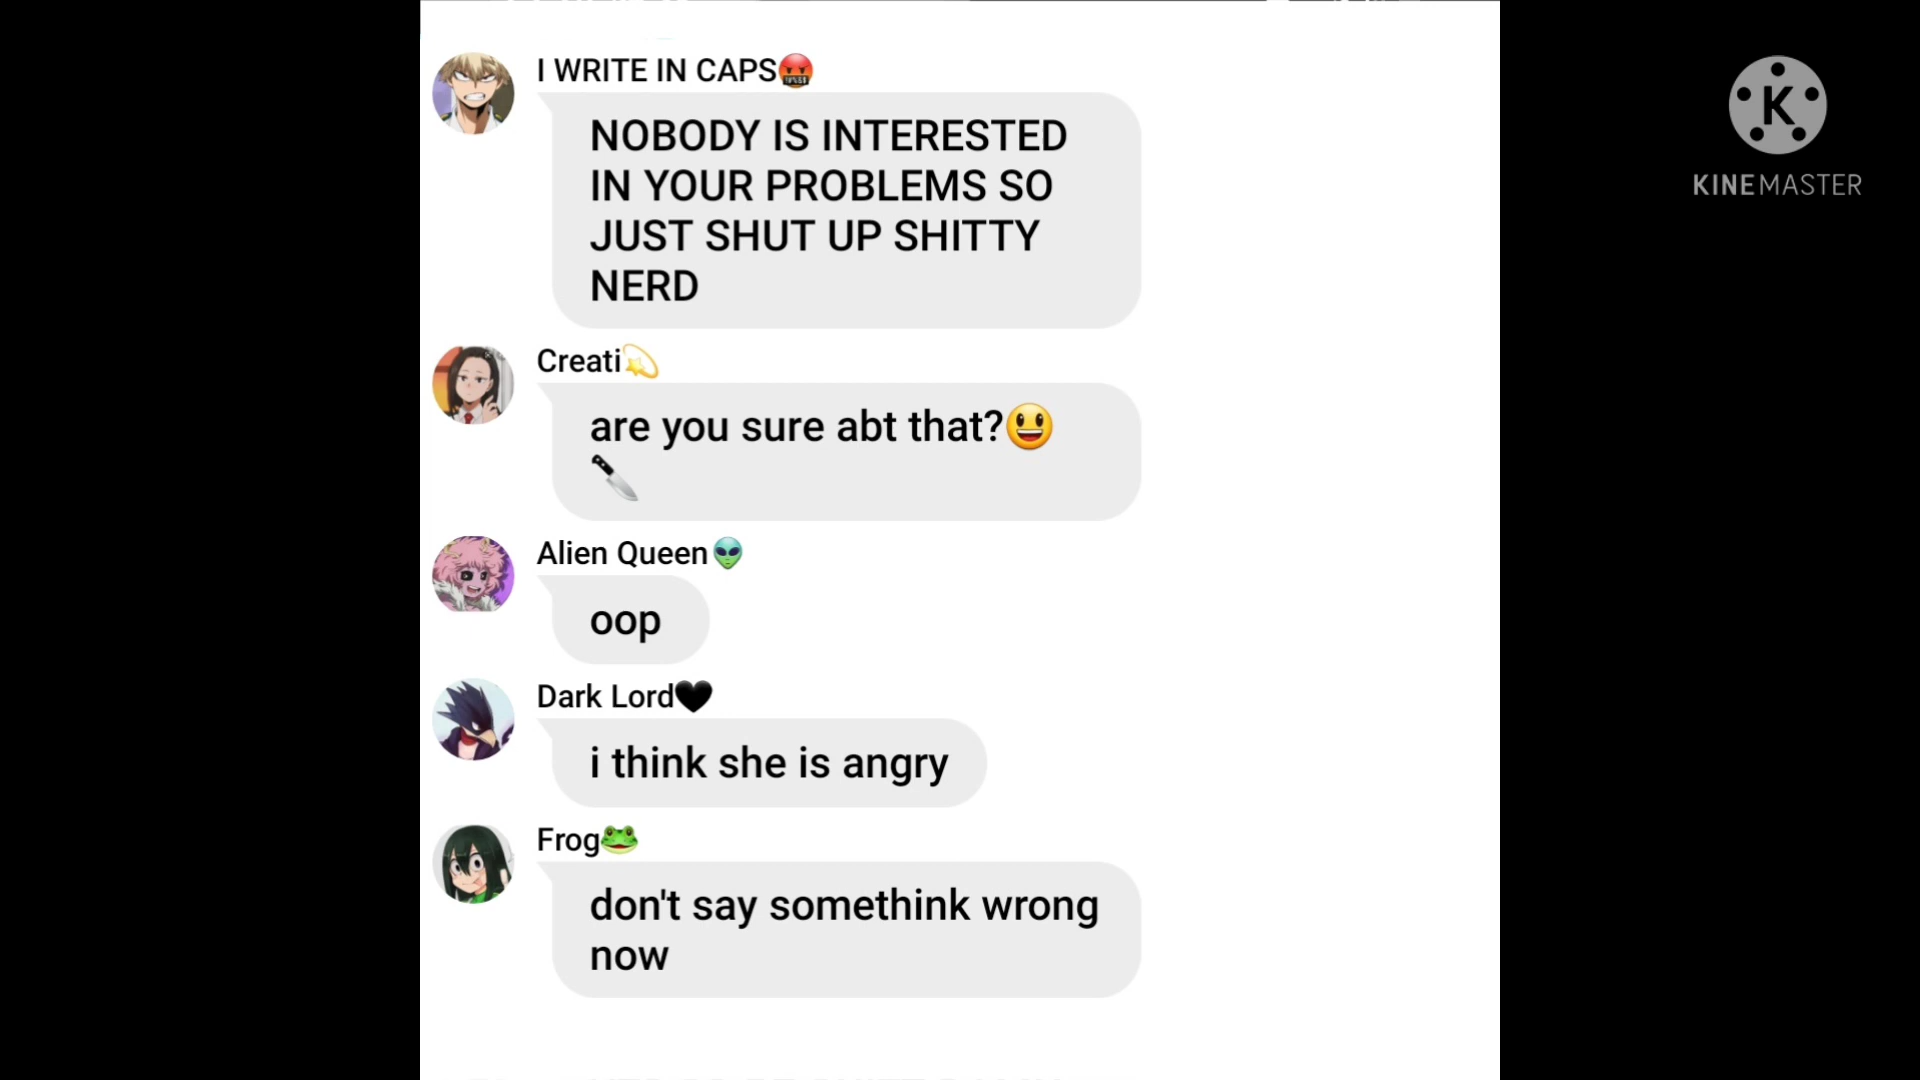 I WRITE IN CAPS🤬
NOBODY IS INTERESTED
IN YOUR PROBLEMS SO
JUST SHUT UP SHITTY
NERD
Creati💫
are you sure abt that?😃
🔪
Alien Queen👽
oop
Dark Lord🖤
i think she is angry
Frog🐸
don't say somethink wrong
now
K
KINEMASTER